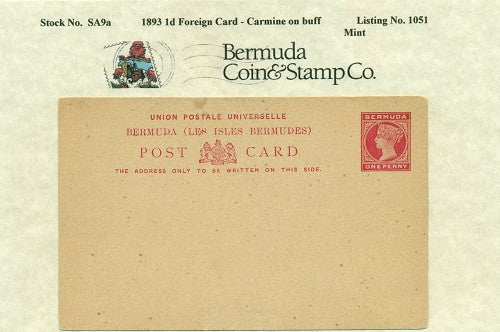 Stock No. SA9a 1893 1d Foreign Card - Carmine on buff Listing No. 1051
Mint
Bermuda
Coin&Stamp Co.
UNION POSTALE UNIVERSELLE
BERMUDA (LES ISLES BERMUDES)
POST CARD
THE ADDRESS ONLY TO BE WRITTEN ON THIS SIDE.
BERMUDA
ONE PENNY